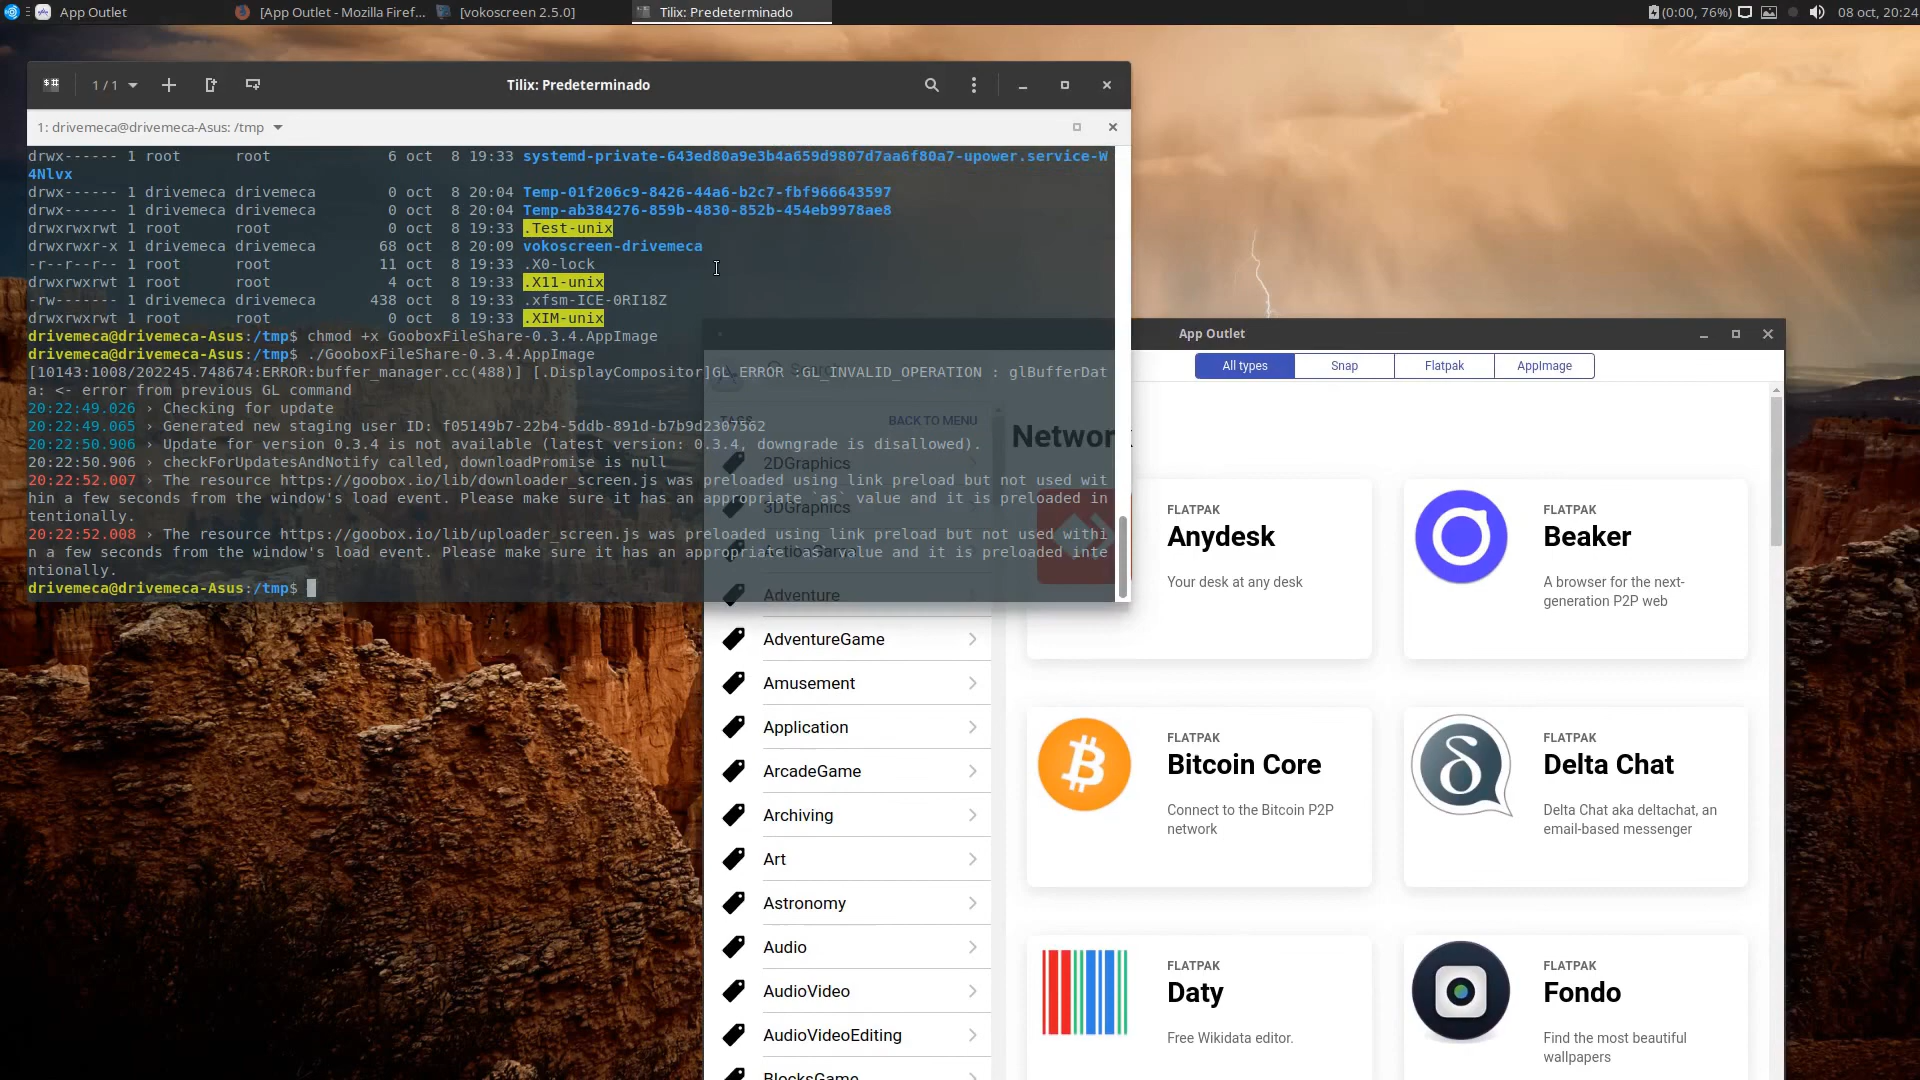 App Outlet
[App Outlet - Mozilla Firef...
[vokoscreen 2.5.0]
Tilix: Predeterminado
(0:00, 76%)
08 oct, 20:24
1 / 1
Tilix: Predeterminado
1: drivemeca@drivemeca-Asus: /tmp
drwx------ 1 root      root             6 oct  8 19:33 systemd-private-643ed80a9e3b4a659d9807d7aa6f80a7-upower.service-W
4Nlvx
drwx------ 1 drivemeca drivemeca        0 oct  8 20:04 Temp-01f206c9-8426-44a6-b2c7-fbf966643597
drwx------ 1 drivemeca drivemeca        0 oct  8 20:04 Temp-ab384276-859b-4830-852b-454eb9978ae8
drwxrwxrwt 1 root      root             0 oct  8 19:33 .Test-unix
drwxrwxr-x 1 drivemeca drivemeca       68 oct  8 20:09 vokoscreen-drivemeca
-r--r--r-- 1 root      root            11 oct  8 19:33 .X0-lock
drwxrwxrwt 1 root      root             4 oct  8 19:33 .X11-unix
-rw------- 1 drivemeca drivemeca      438 oct  8 19:33 .xfsm-ICE-0RI18Z
drwxrwxrwt 1 root      root             0 oct  8 19:33 .XIM-unix
drivemeca@drivemeca-Asus:/tmp$ chmod +x GooboxFileShare-0.3.4.AppImage
drivemeca@drivemeca-Asus:/tmp$ ./GooboxFileShare-0.3.4.AppImage
[10143:1008/202245.748674:ERROR:buffer_manager.cc(488)] [.DisplayCompositor]GL ERROR :GL_INVALID_OPERATION : glBufferDat
a: <- error from previous GL command
20:22:49.026 › Checking for update
20:22:49.065 › Generated new staging user ID: f05149b7-22b4-5ddb-891d-b7b9d2307562
20:22:50.906 › Update for version 0.3.4 is not available (latest version: 0.3.4, downgrade is disallowed).
20:22:50.906 › checkForUpdatesAndNotify called, downloadPromise is null
20:22:52.007 › The resource https://goobox.io/lib/downloader_screen.js was preloaded using link preload but not used wit
hin a few seconds from the window's load event. Please make sure it has an appropriate `as` value and it is preloaded in
tentionally.
20:22:52.008 › The resource https://goobox.io/lib/uploader_screen.js was preloaded using link preload but not used withi
n a few seconds from the window's load event. Please make sure it has an appropriate `as` value and it is preloaded inte
ntionally.
drivemeca@drivemeca-Asus:/tmp$
App Outlet
All types
Snap
Flatpak
AppImage
TAGS
BACK TO MENU
2DGraphics
3DGraphics
ActionGame
Adventure
AdventureGame
Amusement
Application
ArcadeGame
Archiving
Art
Astronomy
Audio
AudioVideo
AudioVideoEditing
BlocksGame
Networ
FLATPAK
Anydesk
Your desk at any desk
FLATPAK
Beaker
A browser for the next-
generation P2P web
FLATPAK
Bitcoin Core
Connect to the Bitcoin P2P
network
FLATPAK
Delta Chat
Delta Chat aka deltachat, an
email-based messenger
FLATPAK
Daty
Free Wikidata editor.
FLATPAK
Fondo
Find the most beautiful
wallpapers